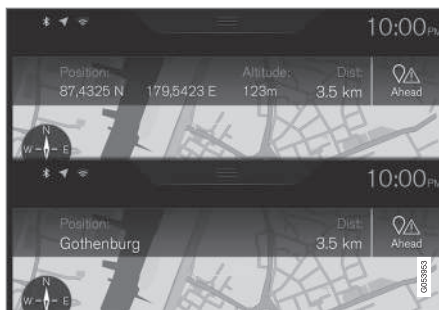 10:00PM
Position: Altitude: Dist:
87,4325 N 179,5423 E 123m 3.5 km Ahead
N
W E
10:00PM
Position: Dist:
Gothenburg 3.5 km Ahead
N
W E
G053953